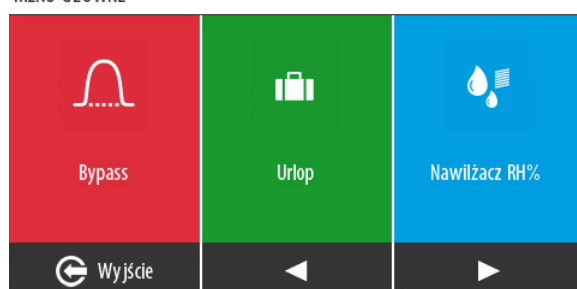 MENU GŁÓWNE
Bypass
Urlop
Nawilżacz RH%
Wyjście